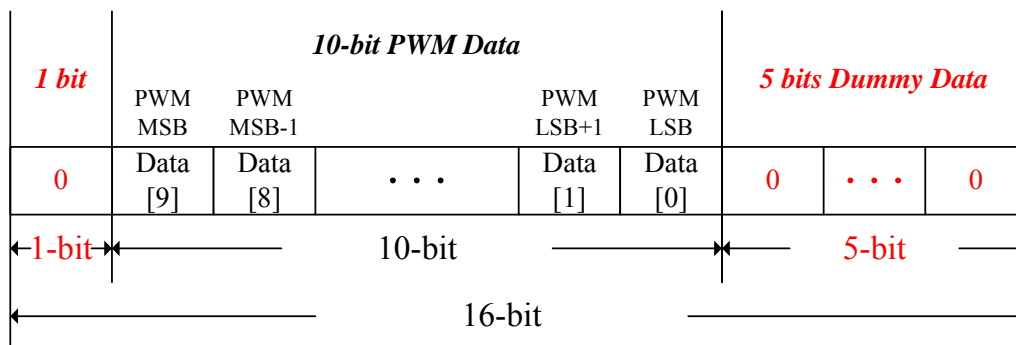 10-bit PWM Data
1 bit
5 bits Dummy Data
PWM PWM PWM PWM
MSB MSB-1 LSB+1 LSB
0 Data Data · · · Data Data 0 · · · 0
[9] [8] [1] [0]
1-bit 10-bit 5-bit
16-bit